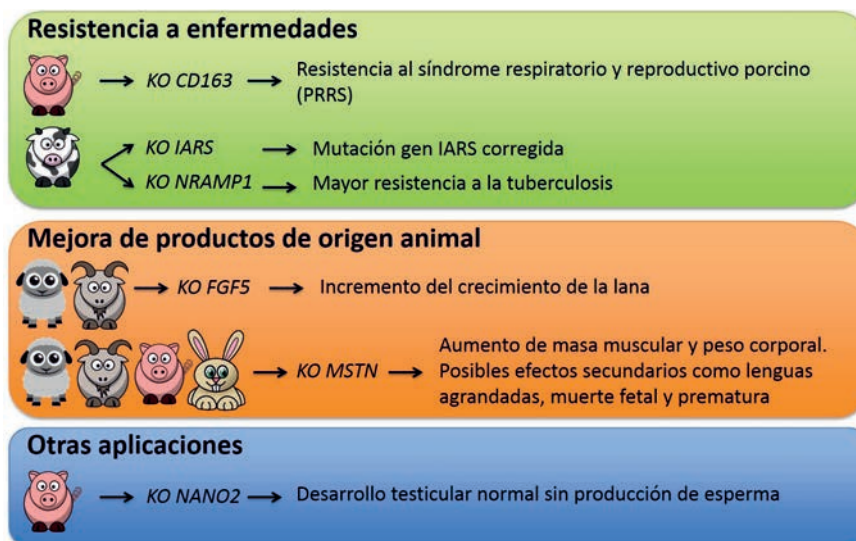 Resistencia a enfermedades
KO CD163
Resistencia al síndrome respiratorio y reproductivo porcino
(PRRS)
KO IARS
Mutación gen IARS corregida
KO NRAMP1
Mayor resistencia a la tuberculosis
Mejora de productos de origen animal
KO FGF5
Incremento del crecimiento de la lana
KO MSTN
Aumento de masa muscular y peso corporal.
Posibles efectos secundarios como lenguas
agrandadas, muerte fetal y prematura
Otras aplicaciones
KO NANO2
Desarrollo testicular normal sin producción de esperma